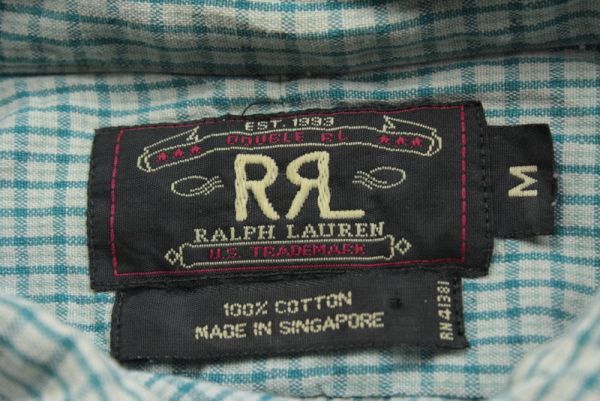 EST. 1993
DOUBLE RL
RRL
RALPH LAUREN
U.S. TRADEMARK
M
100% COTTON
MADE IN SINGAPORE
RN 41381